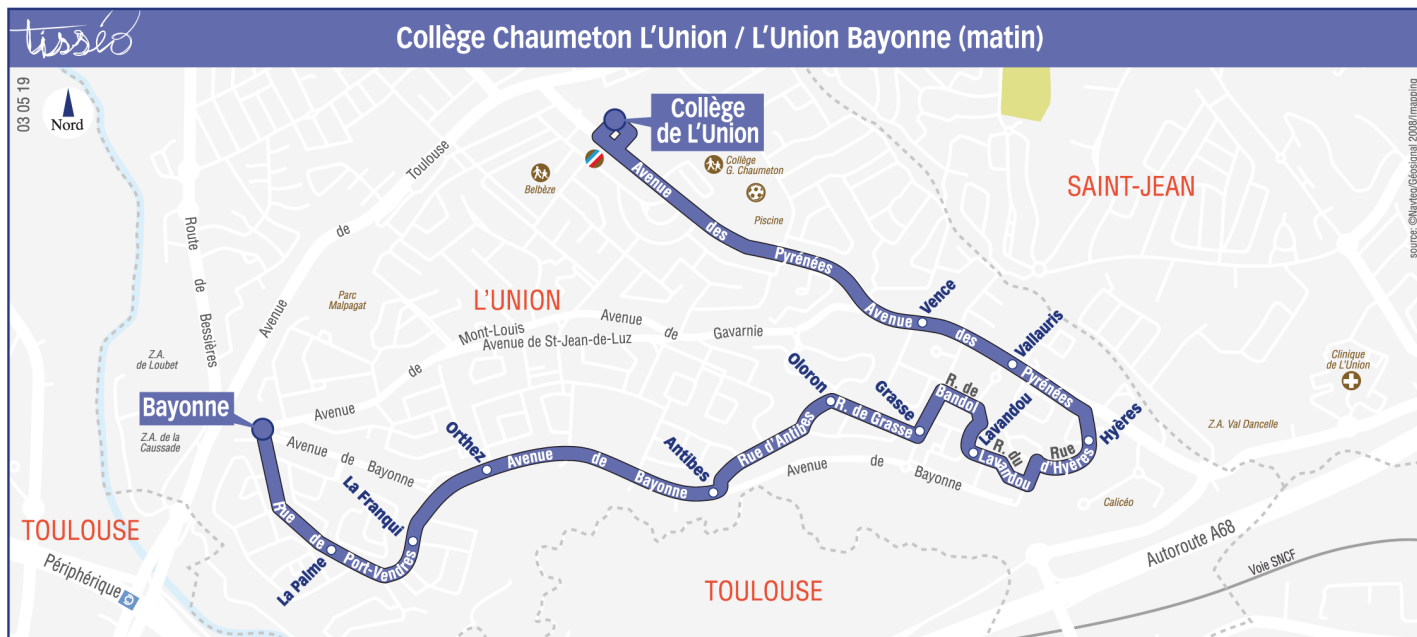 tisséo
Collège Chaumeton L'Union / L'Union Bayonne (matin)
03 05 19
Nord
source: ©Navteq/Géosignal 2008/Imapping
Collège
de L'Union
Avenue
des
Pyrénées
Avenue
des
Pyrénées
Collège
G. Chaumeton
Belbèze
Piscine
SAINT-JEAN
Toulouse
de
Avenue
Route
de
Bessières
Parc
Malpagat
L'UNION
Mont-Louis
Avenue
de
Gavarnie
Avenue de St-Jean-de-Luz
de
Avenue
Vence
Vallauris
Hyères
Clinique
de L'Union
Z.A.
de Loubet
Bayonne
Z.A. de la
Caussade
Avenue
de
Bayonne
Oloron
Grasse
R. de
Bandol
Lavandou
R. de Grasse
R. du
Lavandou
Rue
d'Hyères
Z.A. Val Dancelle
Orthez
Avenue
de
Bayonne
Antibes
Rue d'Antibes
Avenue
de
Bayonne
La Franqui
Rue
de
Port-Vendres
La Palme
Calicéo
TOULOUSE
Périphérique
TOULOUSE
Autoroute A68
Voie SNCF